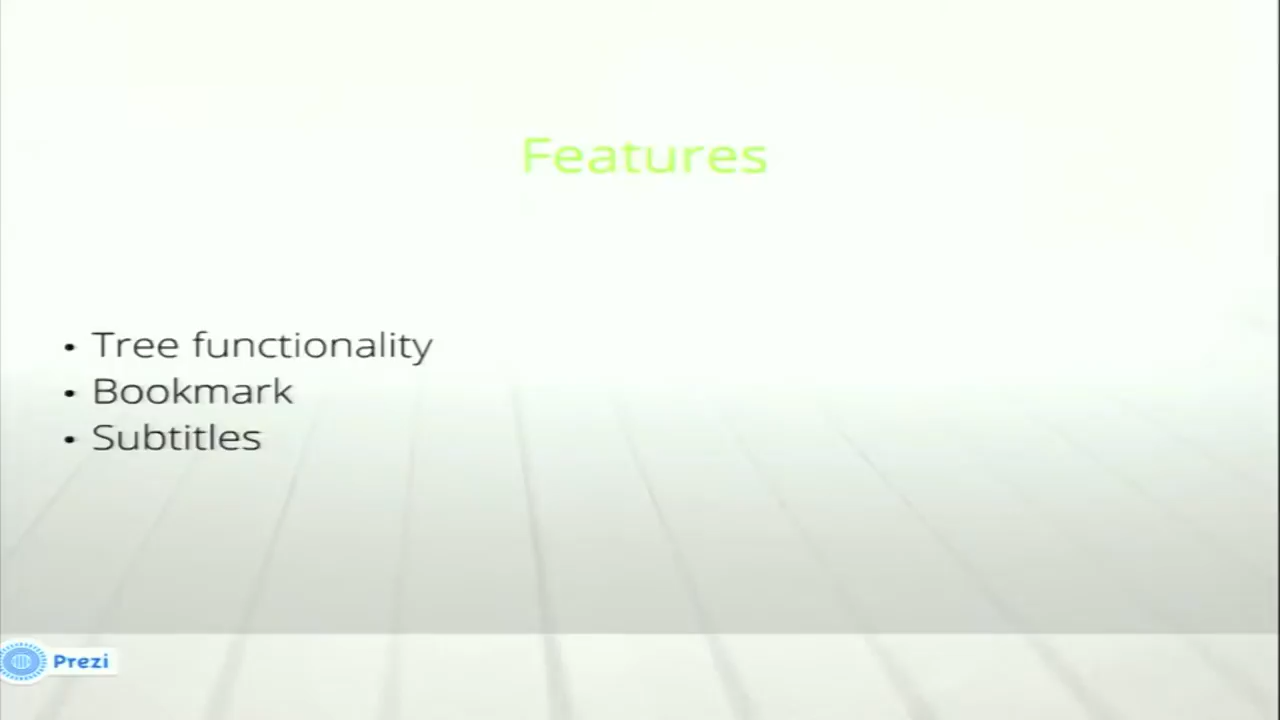 Features
• Tree functionality
• Bookmark
• Subtitles
Prezi